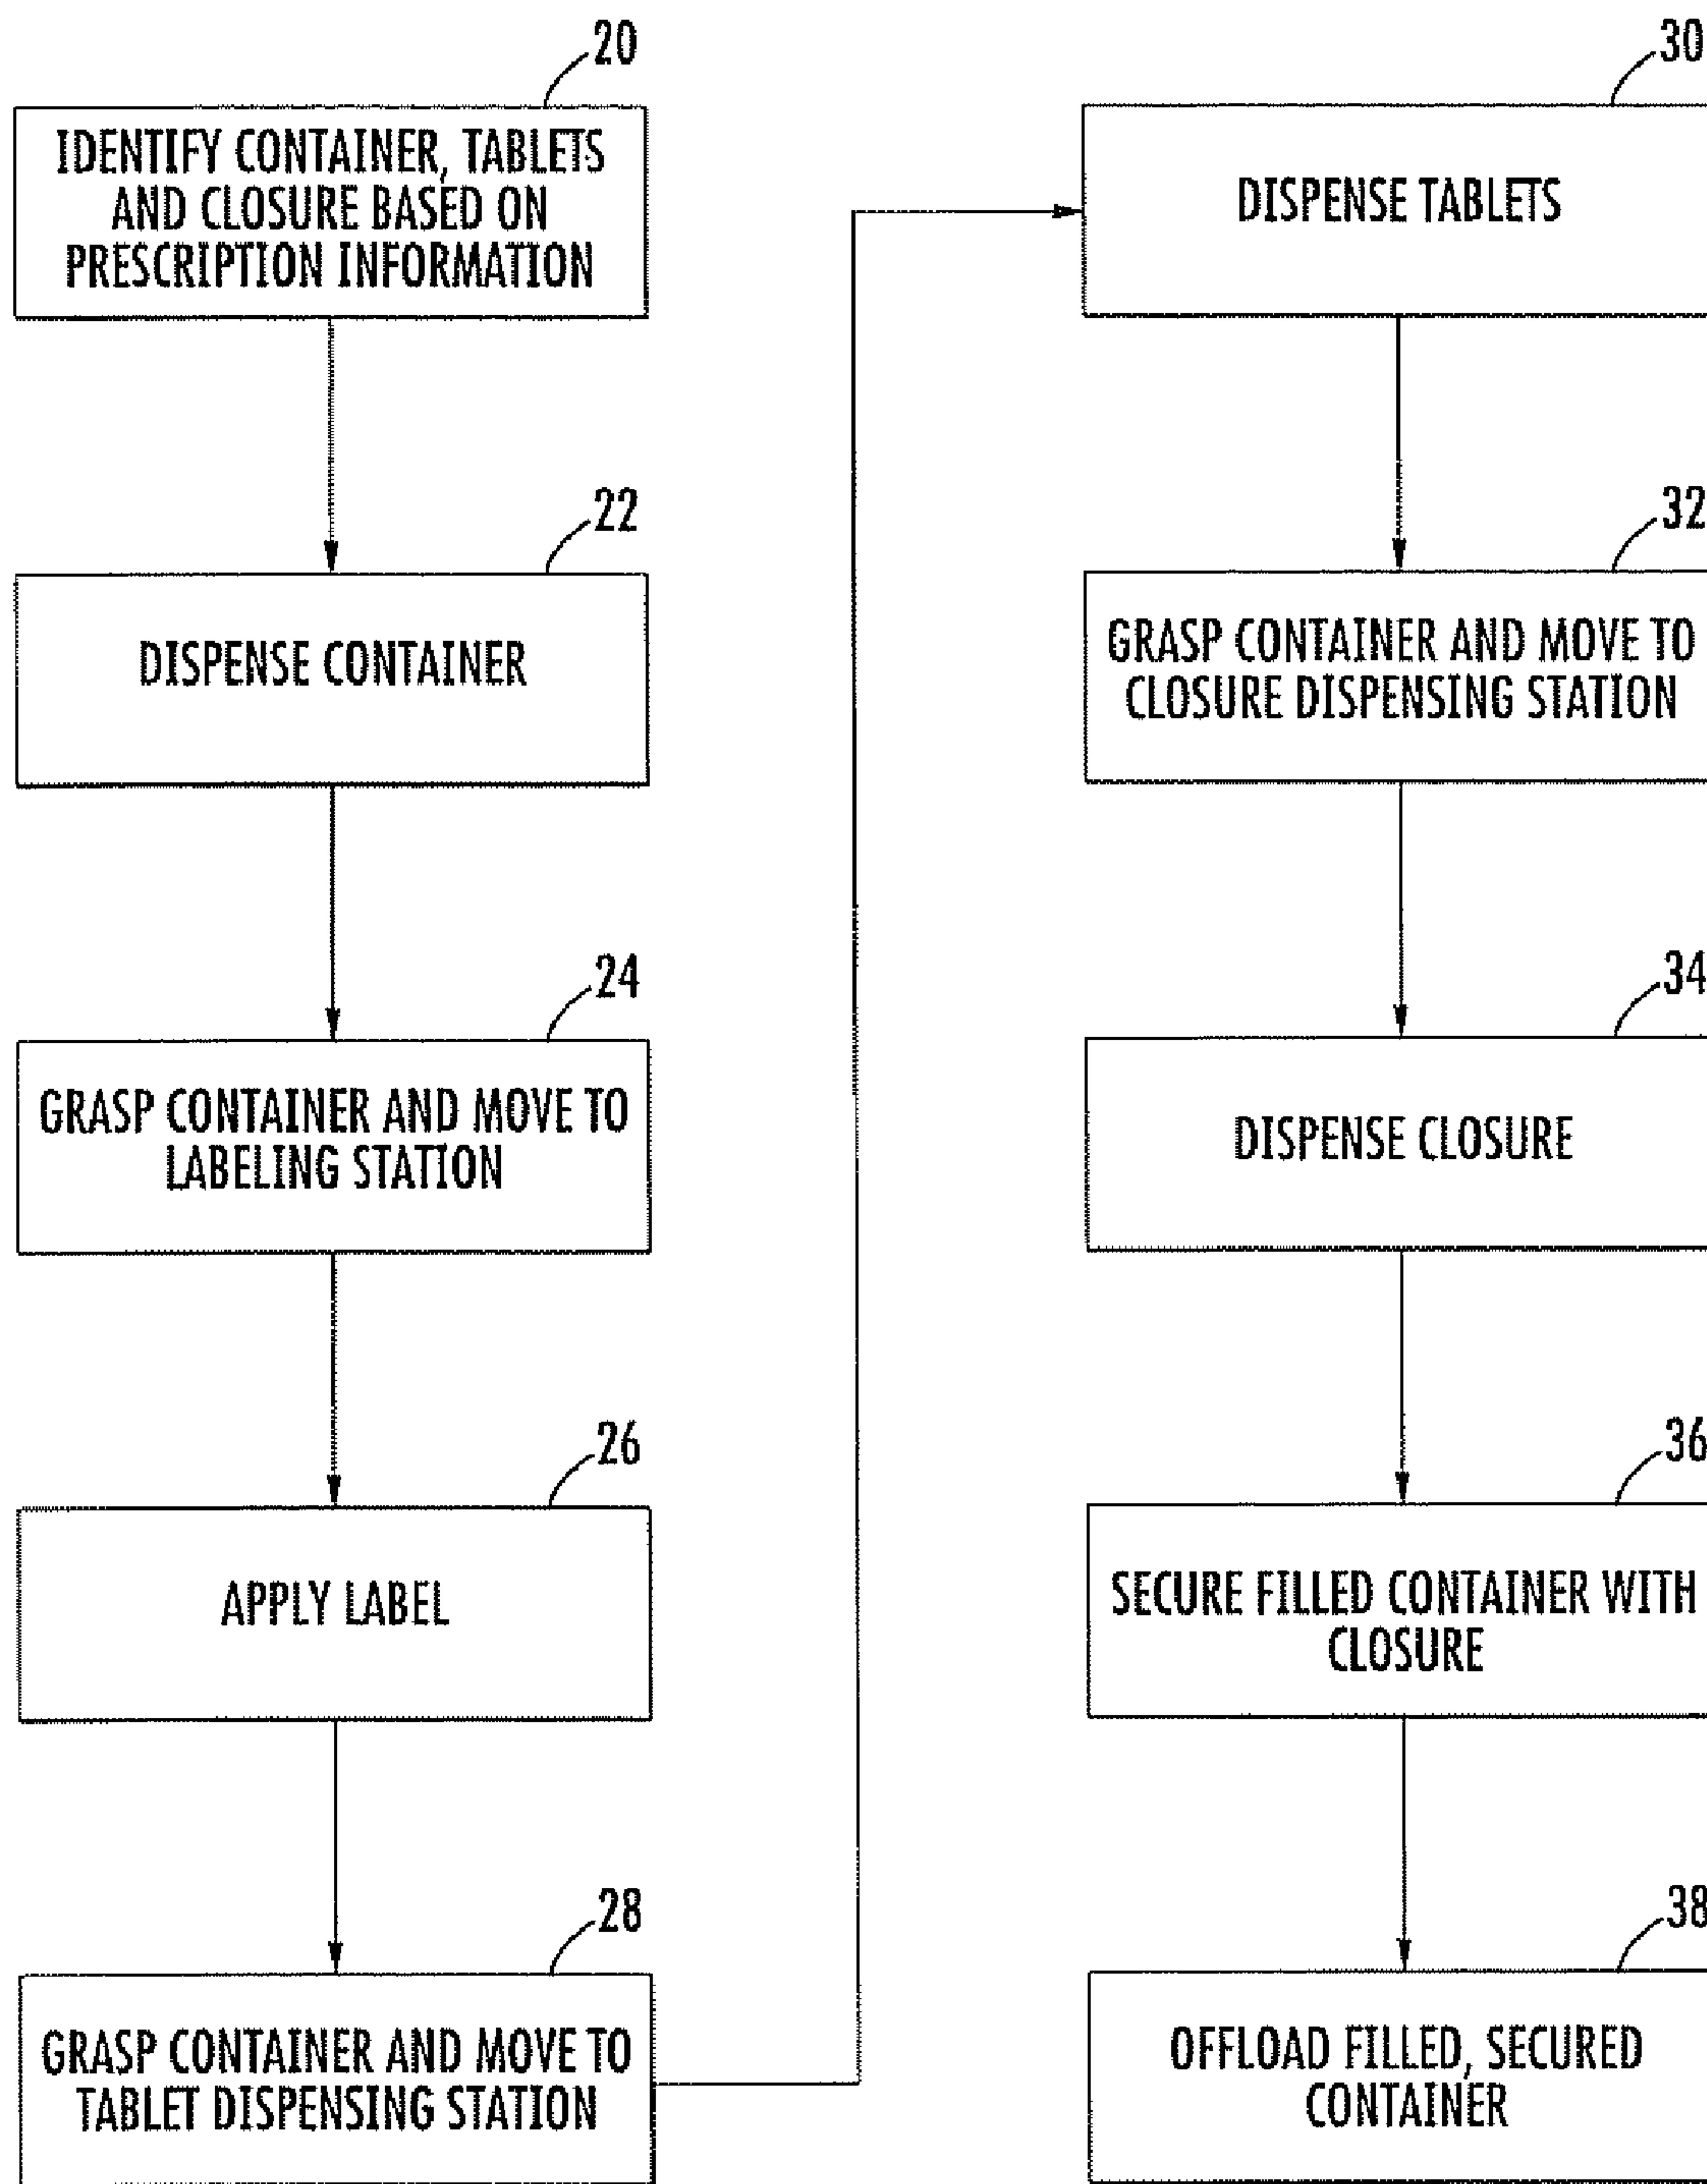 20
IDENTIFY CONTAINER, TABLETS
AND CLOSURE BASED ON
PRESCRIPTION INFORMATION
22
DISPENSE CONTAINER
24
GRASP CONTAINER AND MOVE TO
LABELING STATION
26
APPLY LABEL
28
GRASP CONTAINER AND MOVE TO
TABLET DISPENSING STATION
30
DISPENSE TABLETS
32
GRASP CONTAINER AND MOVE TO
CLOSURE DISPENSING STATION
34
DISPENSE CLOSURE
36
SECURE FILLED CONTAINER WITH
CLOSURE
38
OFFLOAD FILLED, SECURED
CONTAINER